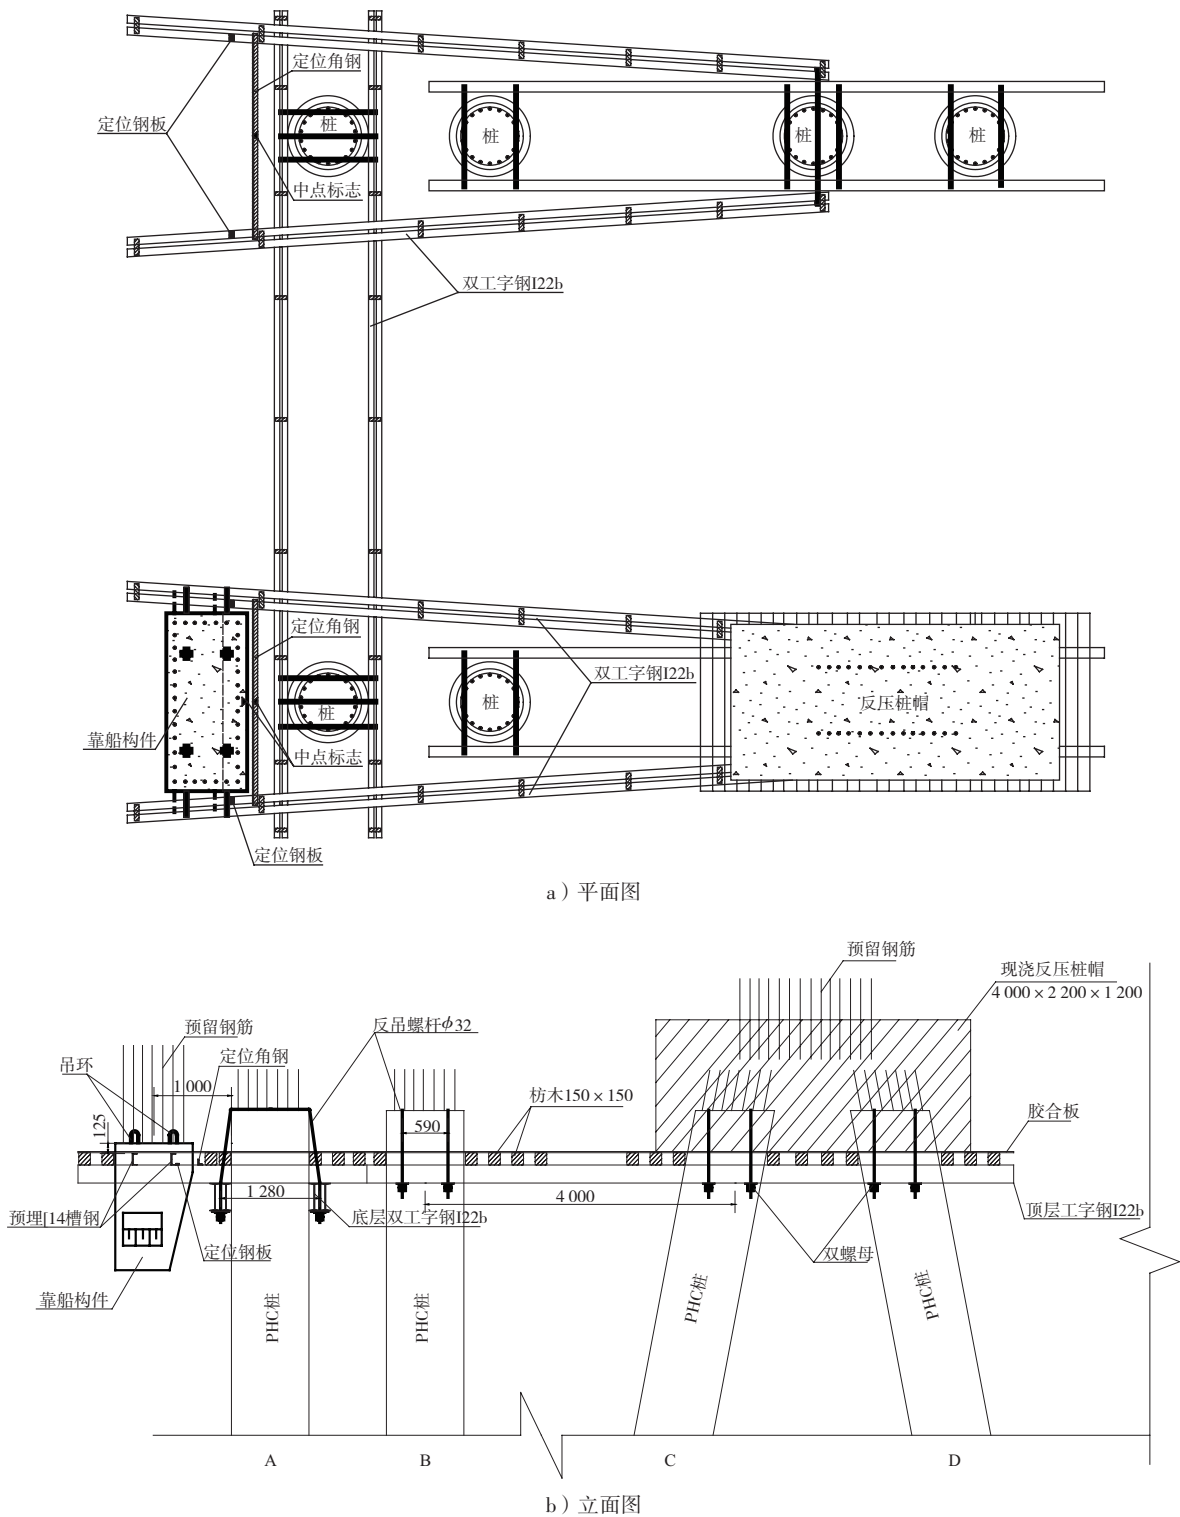 定位角钢
定位钢板
桩
桩
桩
桩
中点标志
双工字钢I22b
定位角钢
双工字钢I22b
桩
桩
反压桩帽
靠船构件
中点标志
定位钢板
a）平面图
预留钢筋
现浇反压桩帽
4 000×2 200×1 200
预留钢筋
反吊螺杆ϕ32
吊环
定位角钢
1 000
枋木150×150
胶合板
125
590
1 280
4 000
预埋[14槽钢
底层双工字钢I22b
顶层工字钢I22b
定位钢板
双螺母
靠船构件
PHC桩
PHC桩
PHC桩
PHC桩
A
B
C
D
b）立面图